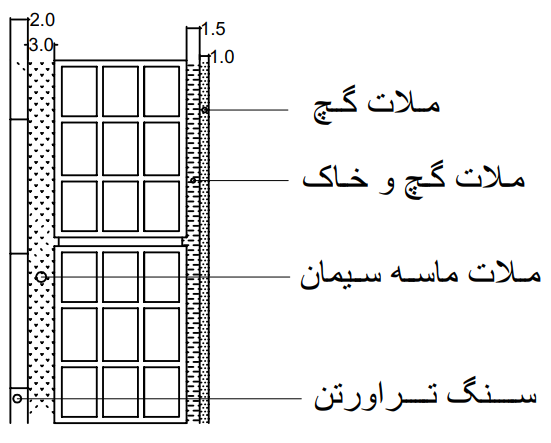 2.0
3.0
1.5
1.0
ملات گچ
ملات گچ و خاک
ملات ماسه سیمان
سنگ تراورتن